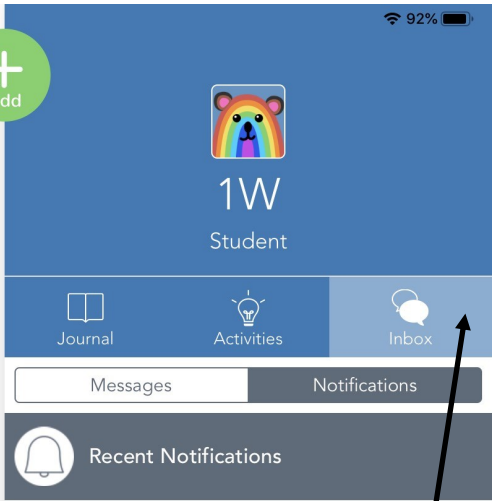 92%
dd
1W
Student
Journal Activities Inbox
Messages Notifications
Recent Notifications